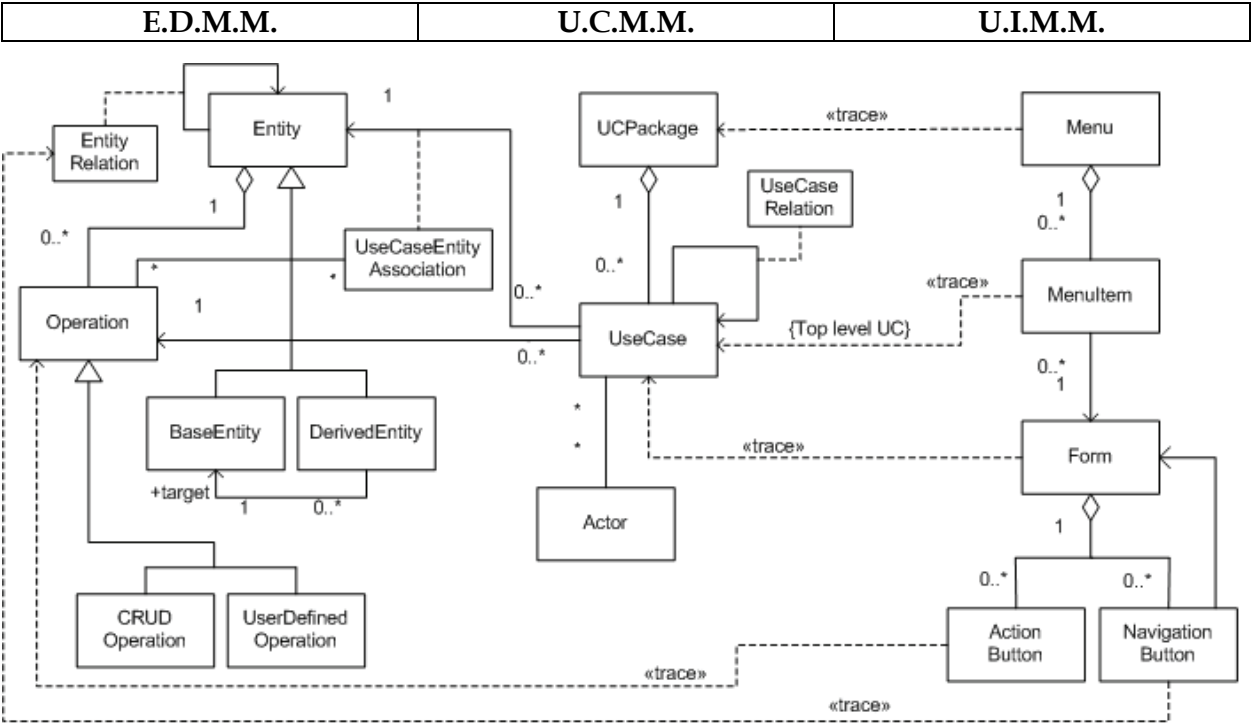 E.D.M.M. U.C.M.M. U.I.M.M.
1
Entity
UCPackage
«trace»
Menu
Entity
Relation
UseCase
Relation
1
1
1
0..*
0..*
UseCaseEntity
Association
0..*
*
*
«trace»
0..*
MenuItem
1
Operation
UseCase
{Top level UC}
0..*
0..*
1
BaseEntity
DerivedEntity
*
*
«trace»
Form
+target
1
0..*
Actor
1
0..*
0..*
CRUD
Operation
UserDefined
Operation
Action
Button
Navigation
Button
«trace»
«trace»